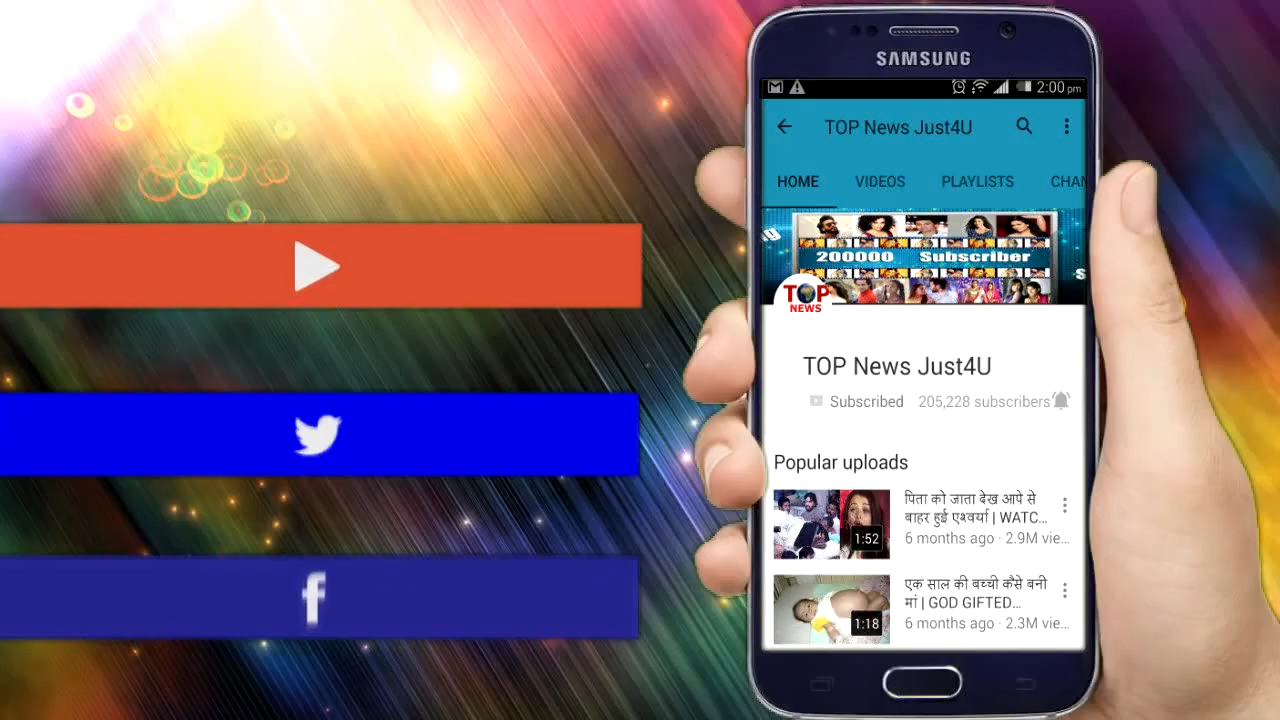 SAMSUNG
2:00 pm
TOP News Just4U
HOME VIDEOS PLAYLISTS CHAN
200000 Subscriber
TOP
NEWS
TOP News Just4U
Subscribed 205,228 subscribers
Popular uploads
पिता को जाता देख आपे से
बाहर हुई एश्वर्या | WATC...
1:52
6 months ago · 2.9M vie...
एक साल की बच्ची कैसे बनी
मां | GOD GIFTED...
1:18
6 months ago · 2.3M vie...